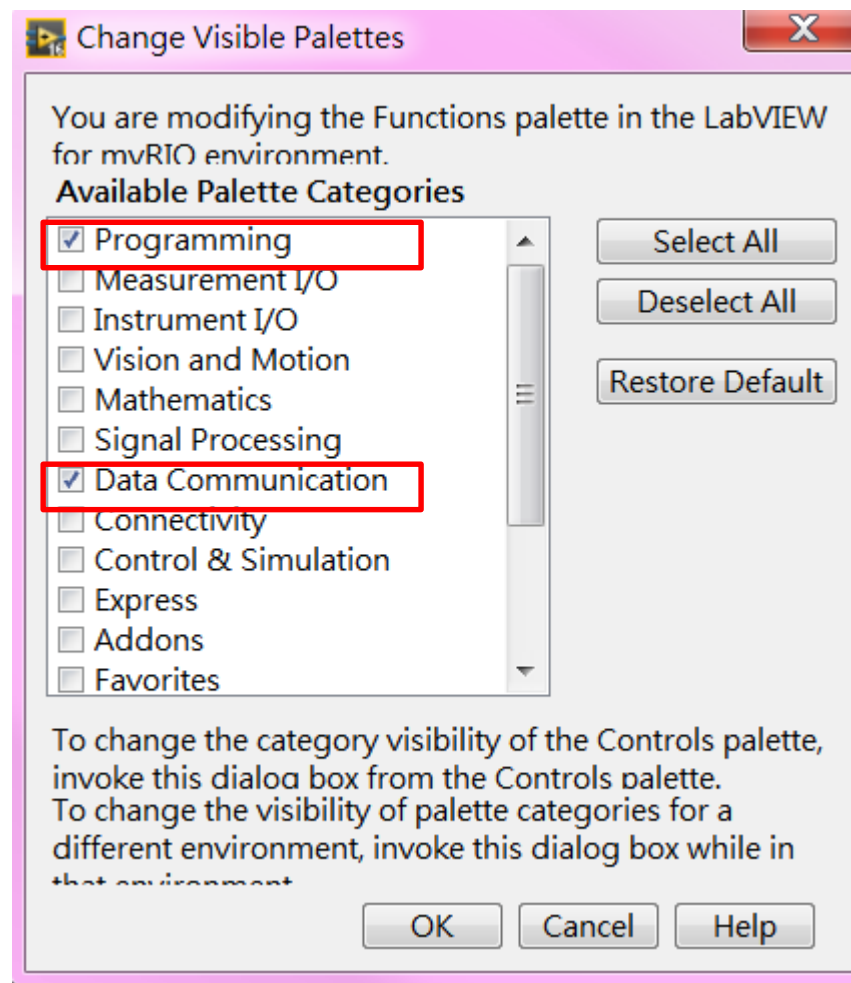 Change Visible Palettes
You are modifying the Functions palette in the LabVIEW
for myRIO environment.
Available Palette Categories
Programming
Measurement I/O
Instrument I/O
Vision and Motion
Mathematics
Signal Processing
Data Communication
Connectivity
Control & Simulation
Express
Addons
Favorites
Select All
Deselect All
Restore Default
To change the category visibility of the Controls palette,
invoke this dialog box from the Controls palette.
To change the visibility of palette categories for a
different environment, invoke this dialog box while in
that environment
OK
Cancel
Help